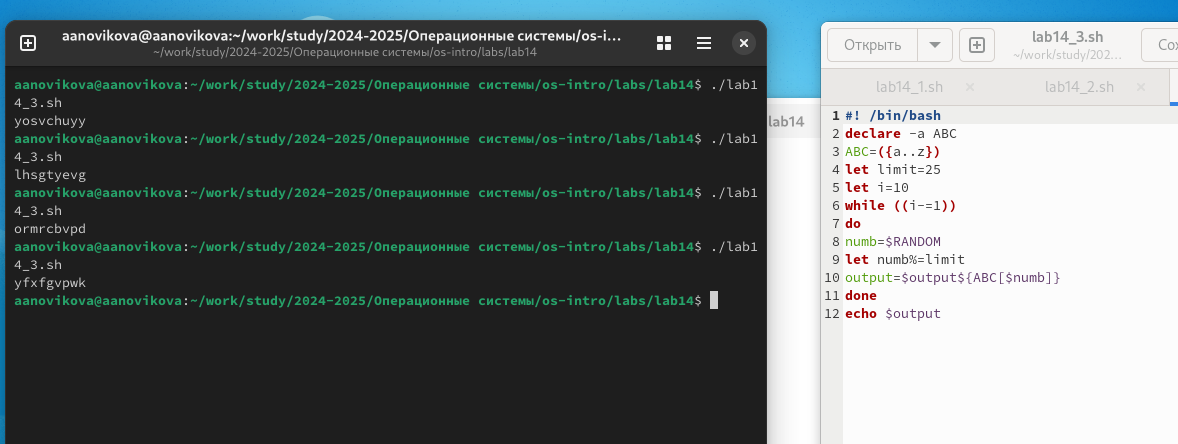 aanovikova@aanovikova:~/work/study/2024-2025/Операционные системы/os-i…
~/work/study/2024-2025/Операционные системы/os-intro/labs/lab14
aanovikova@aanovikova:~/work/study/2024-2025/Операционные системы/os-intro/labs/lab14$ ./lab1
4_3.sh
yosvchuyy
aanovikova@aanovikova:~/work/study/2024-2025/Операционные системы/os-intro/labs/lab14$ ./lab1
4_3.sh
lhsgtyevg
aanovikova@aanovikova:~/work/study/2024-2025/Операционные системы/os-intro/labs/lab14$ ./lab1
4_3.sh
ormrcbvpd
aanovikova@aanovikova:~/work/study/2024-2025/Операционные системы/os-intro/labs/lab14$ ./lab1
4_3.sh
yfxfgvpwk
aanovikova@aanovikova:~/work/study/2024-2025/Операционные системы/os-intro/labs/lab14$
lab14
Открыть
lab14_3.sh
~/work/study/202…
Со
lab14_1.sh
lab14_2.sh
1 #! /bin/bash
2 declare -a ABC
3 ABC=({a..z})
4 let limit=25
5 let i=10
6 while ((i-=1))
7 do
8 numb=$RANDOM
9 let numb%=limit
10 output=$output${ABC[$numb]}
11 done
12 echo $output